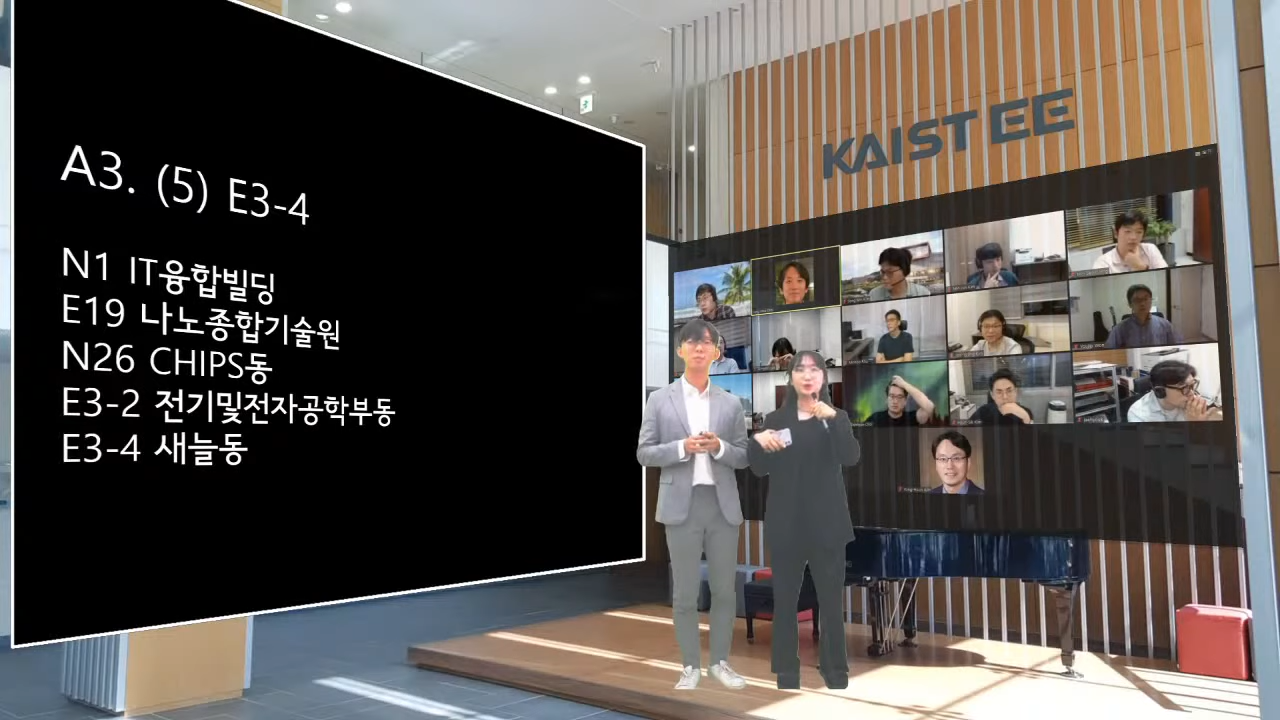 A3. (5) E3-4
N1 IT융합빌딩
E19 나노종합기술원
N26 CHIPS동
E3-2 전기및전자공학부동
E3-4 새늘동
KAIST EE